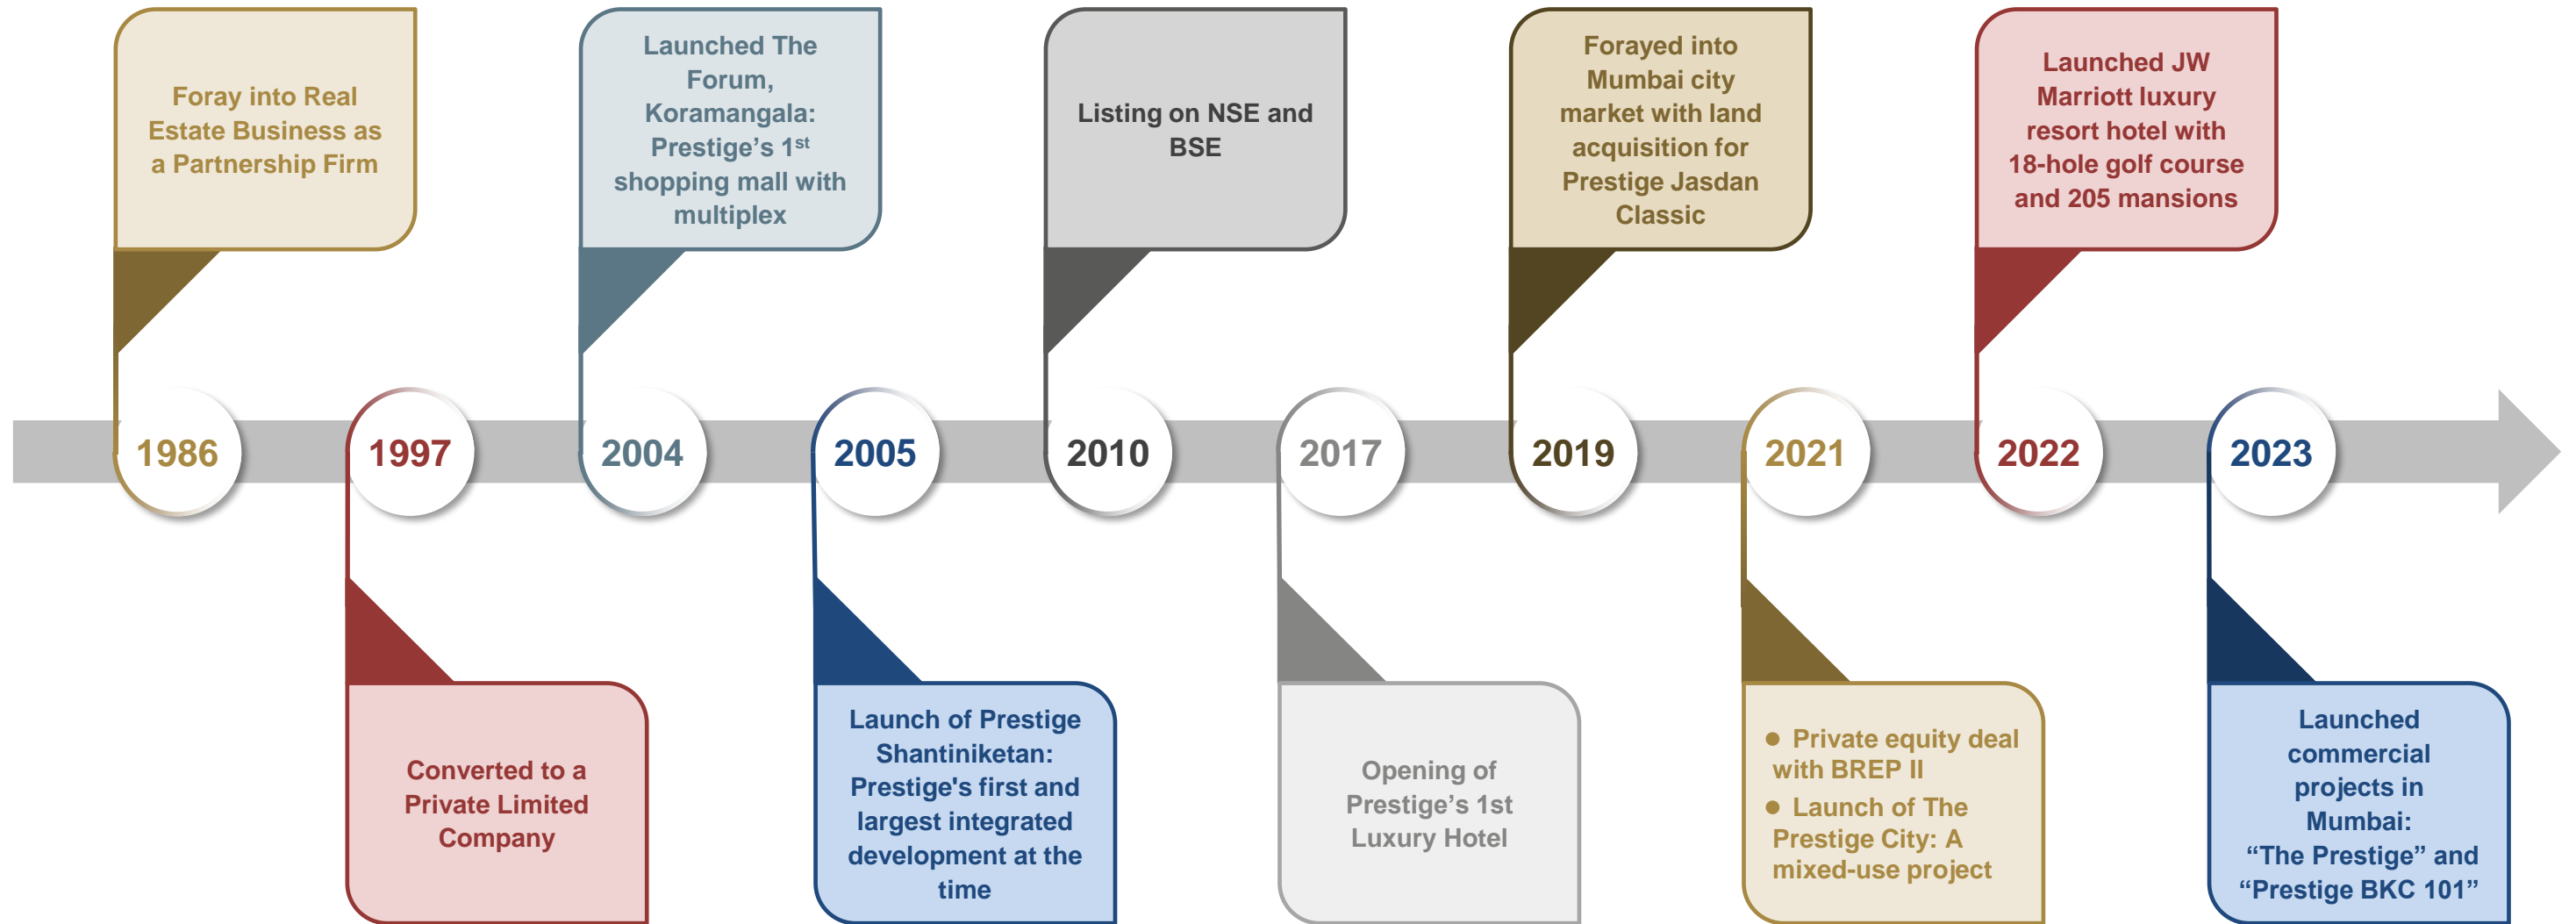 Foray into Real
Estate Business as
a Partnership Firm
Launched The
Forum,
Koramangala:
Prestige’s 1st
shopping mall with
multiplex
Listing on NSE and
BSE
Forayed into
Mumbai city
market with land
acquisition for
Prestige Jasdan
Classic
Launched JW
Marriott luxury
resort hotel with
18-hole golf course
and 205 mansions
1986
1997
2004
2005
2010
2017
2019
2021
2022
2023
Converted to a
Private Limited
Company
Launch of Prestige
Shantiniketan:
Prestige's first and
largest integrated
development at the
time
Opening of
Prestige’s 1st
Luxury Hotel
● Private equity deal
with BREP II
● Launch of The
Prestige City: A
mixed-use project
Launched
commercial
projects in
Mumbai:
“The Prestige” and
“Prestige BKC 101”